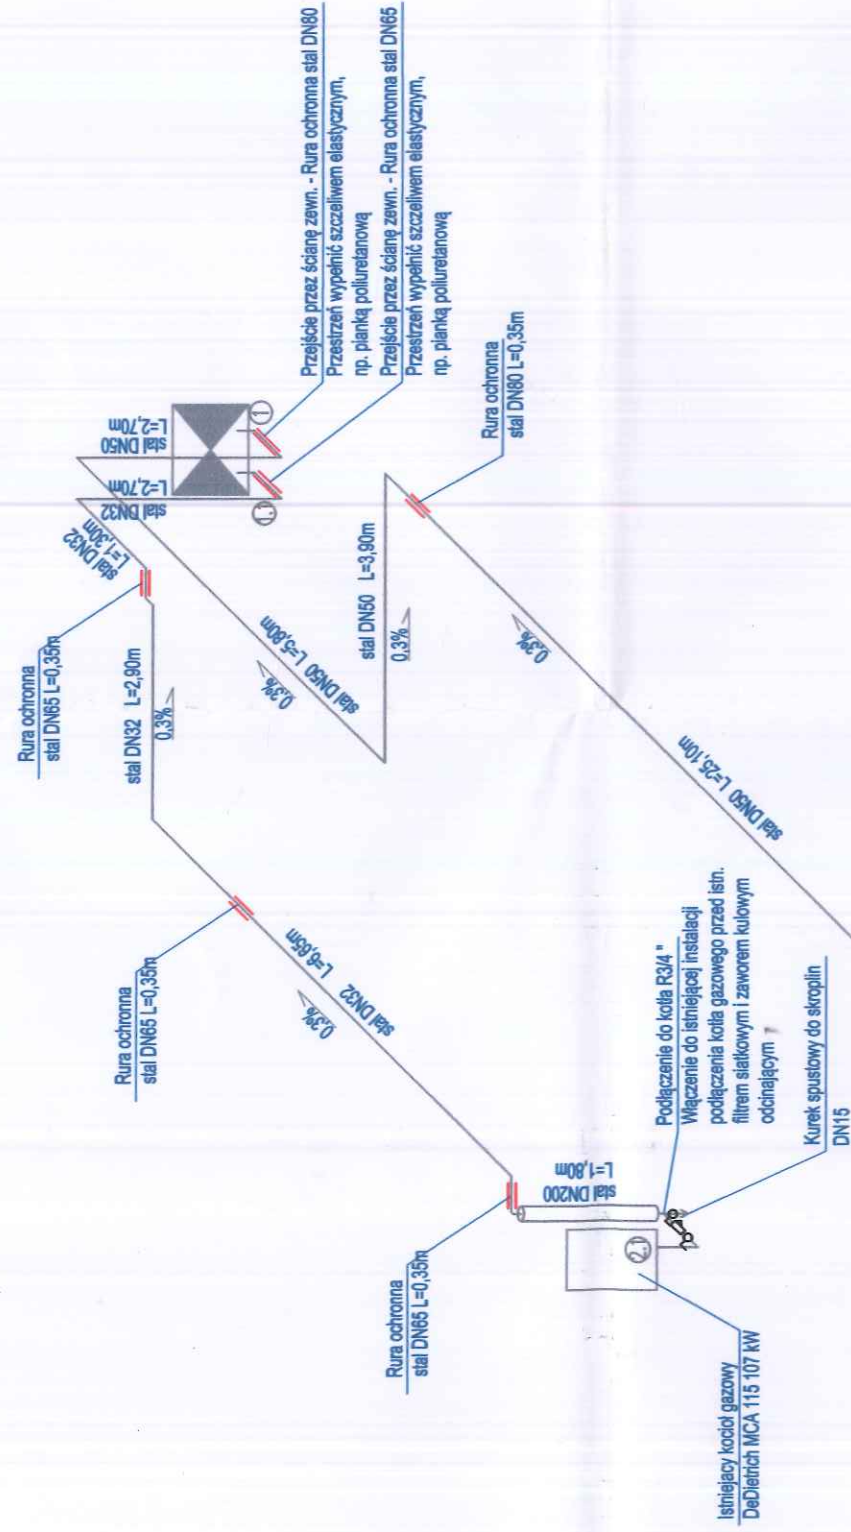 Przejście przez ścianę zewn. - Rura ochronna stal DN80
Przestrzeń wypełnić szczeliwem elastycznym,
np. pianką poliuretanową
Przejście przez ścianę zewn. - Rura ochronna stal DN65
Przestrzeń wypełnić szczeliwem elastycznym,
np. pianką poliuretanową
Rura ochronna
stal DN80 L=0,35m
stal DN50
L=2,70m
1
stal DN32
L=2,70m
1.1
stal DN32
L=1,30m
Rura ochronna
stal DN65 L=0,35m
stal DN32 L=2,90m
0.3%
stal DN50 L=5,80m
0.3%
stal DN50 L=3,90m
0.3%
0.3%
stal DN50 L=25,10m
Rura ochronna
stal DN65 L=0,35m
stal DN32 L=6,65m
0.3%
Rura ochronna
stal DN65 L=0,35m
stal DN200
L=1,80m
2.1
Podłączenie do kotła R3/4 "
Włączenie do istniejącej instalacji
podłączenia kotła gazowego przed istn.
filtrem siatkowym i zaworem kulowym
odcinającym
Kurek spustowy do skroplin
DN15
Istniejacy kocioł gazowy
DeDietrich MCA 115 107 kW